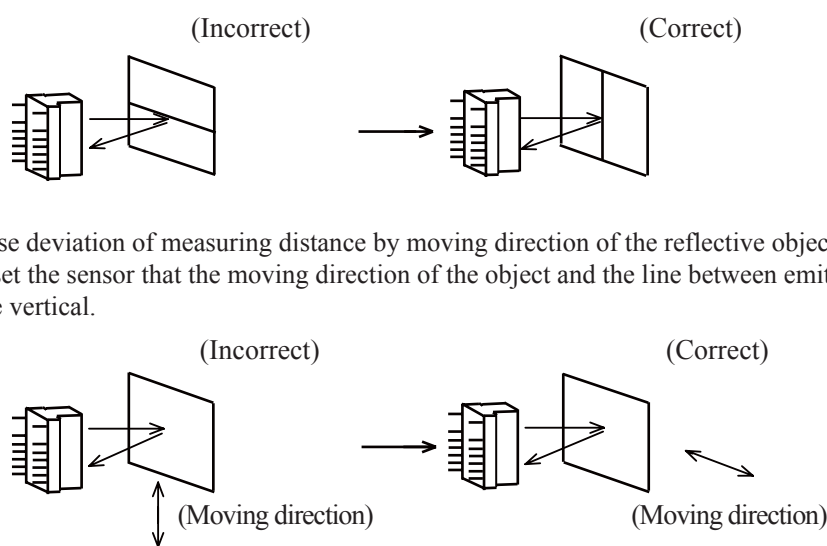 (Incorrect) (Correct)
se deviation of measuring distance by moving direction of the reflective objec
set the sensor that the moving direction of the object and the line between emit
e vertical.
(Incorrect) (Correct)
(Moving direction) (Moving direction)